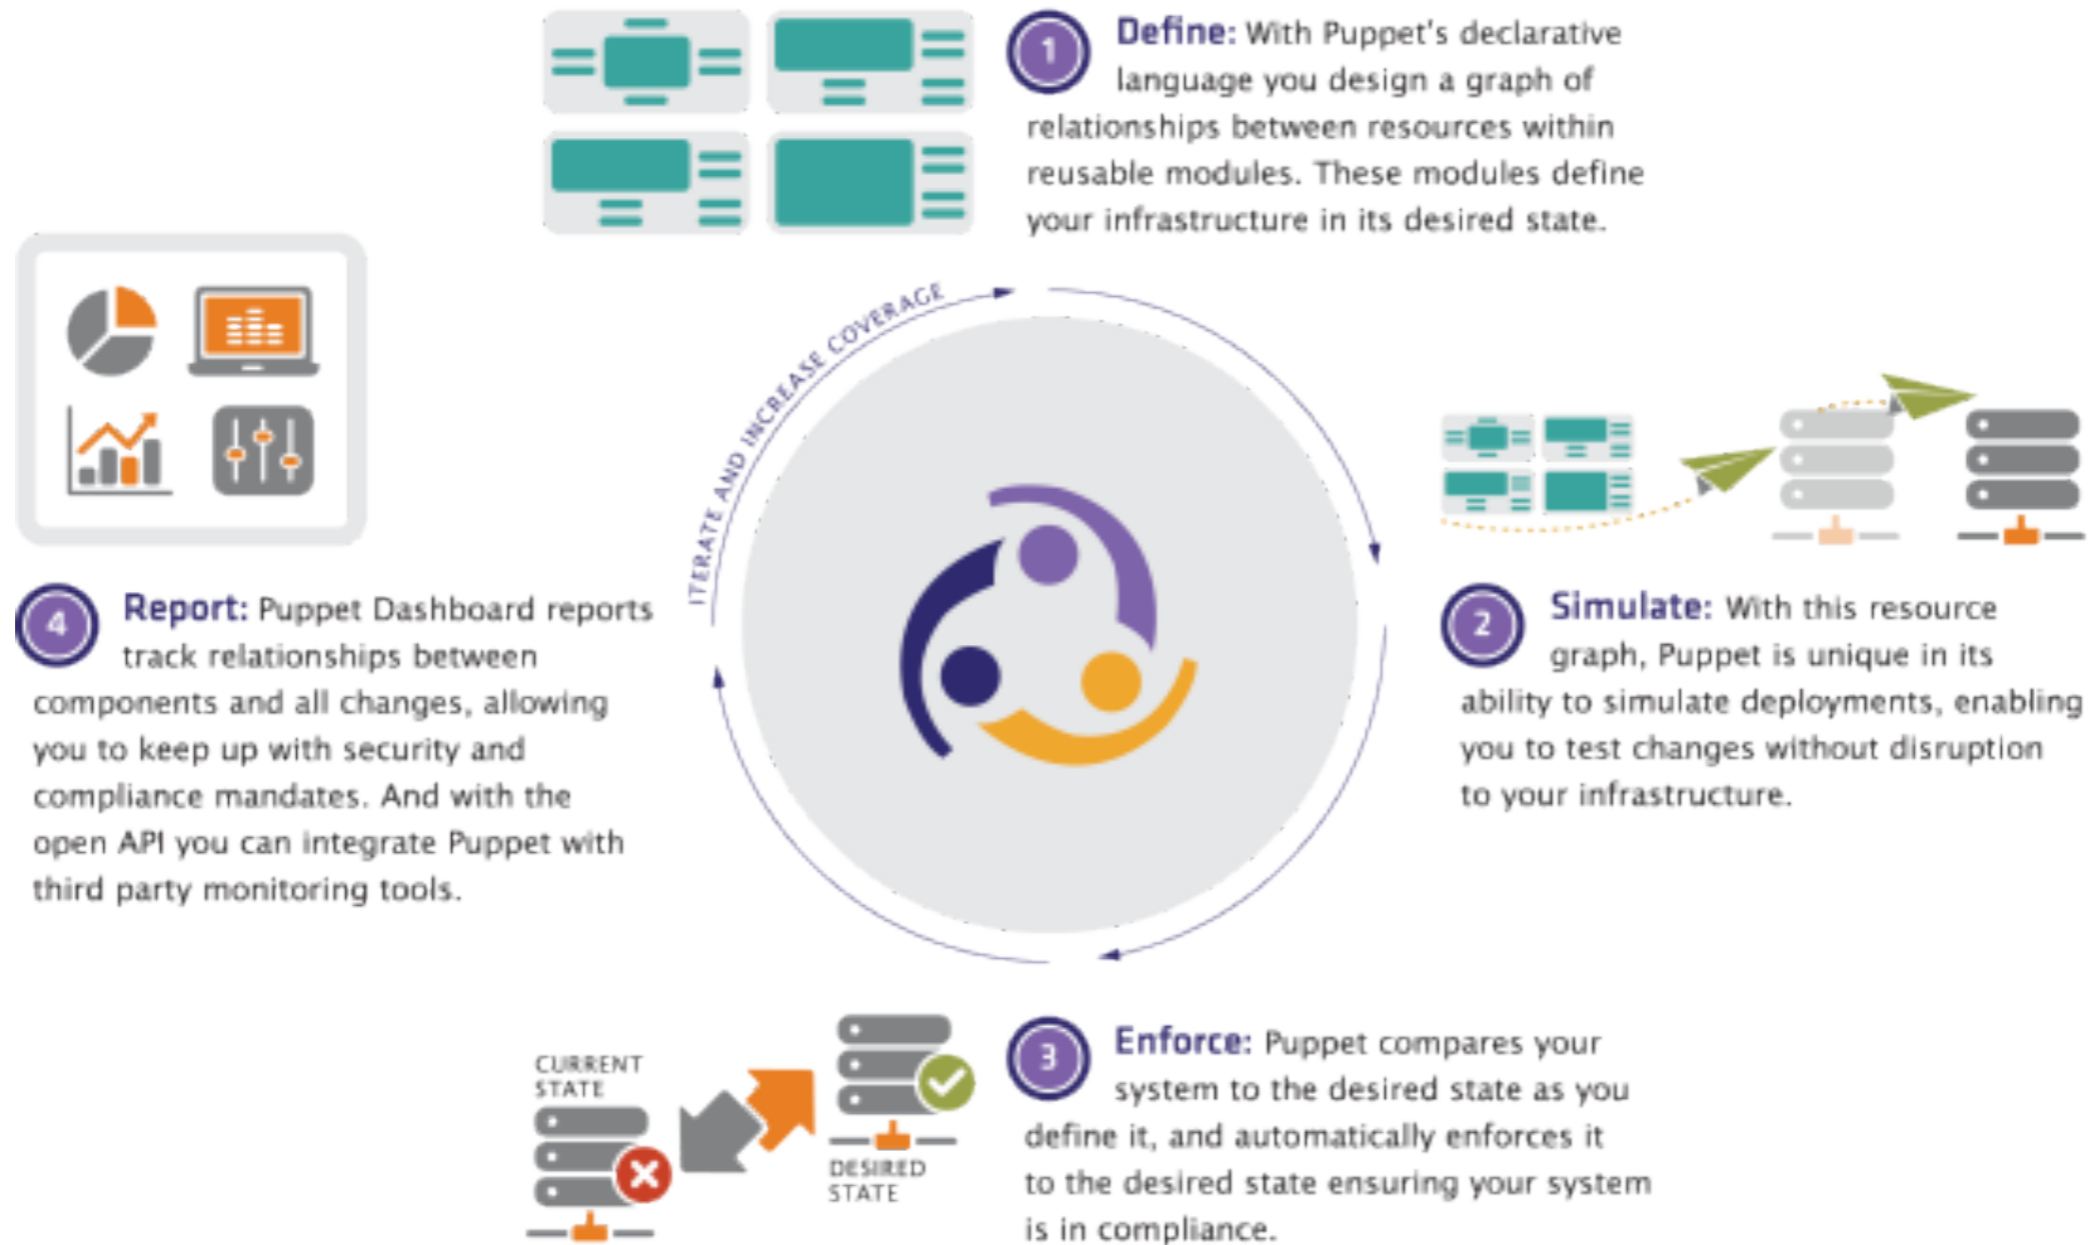 1
Define: With Puppet's declarative
language you design a graph of
relationships between resources within
reusable modules. These modules define
your infrastructure in its desired state.
ITERATE AND INCREASE COVERAGE
2
Simulate: With this resource
graph, Puppet is unique in its
ability to simulate deployments, enabling
you to test changes without disruption
to your infrastructure.
3
Enforce: Puppet compares your
system to the desired state as you
define it, and automatically enforces it
to the desired state ensuring your system
is in compliance.
CURRENT
STATE
DESIRED
STATE
4
Report: Puppet Dashboard reports
track relationships between
components and all changes, allowing
you to keep up with security and
compliance mandates. And with the
open API you can integrate Puppet with
third party monitoring tools.